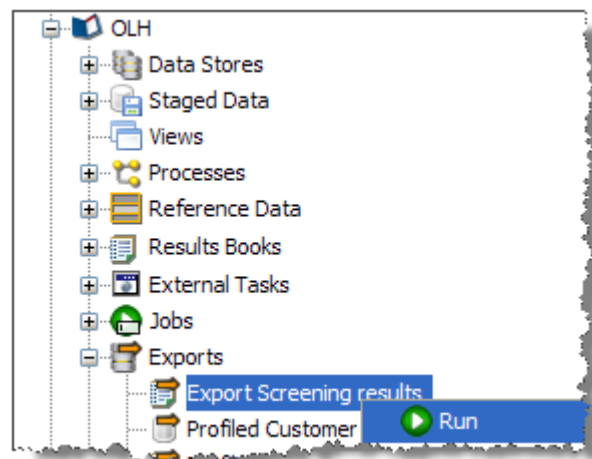 OLH
Data Stores
Staged Data
Views
Processes
Reference Data
Results Books
External Tasks
Jobs
Exports
Export Screening results
Profiled Customer
Run